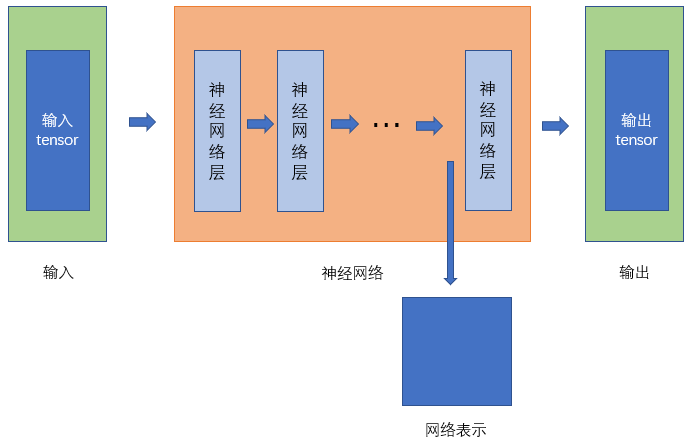 输入
tensor
神经网络层
神经网络层
...
神经网络层
输出
tensor
输入
神经网络
输出
网络表示